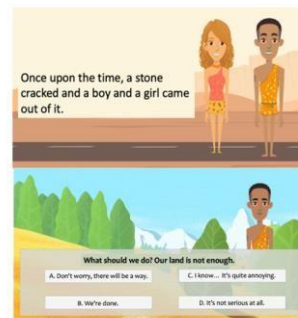 Once upon the time, a stone
cracked and a boy and a girl came
out of it.
What should we do? Our land is not enough.
A. Don't worry, there will be a way.
C. I know... it's quite annoying.
B. We're done.
D. It's not serious at all.